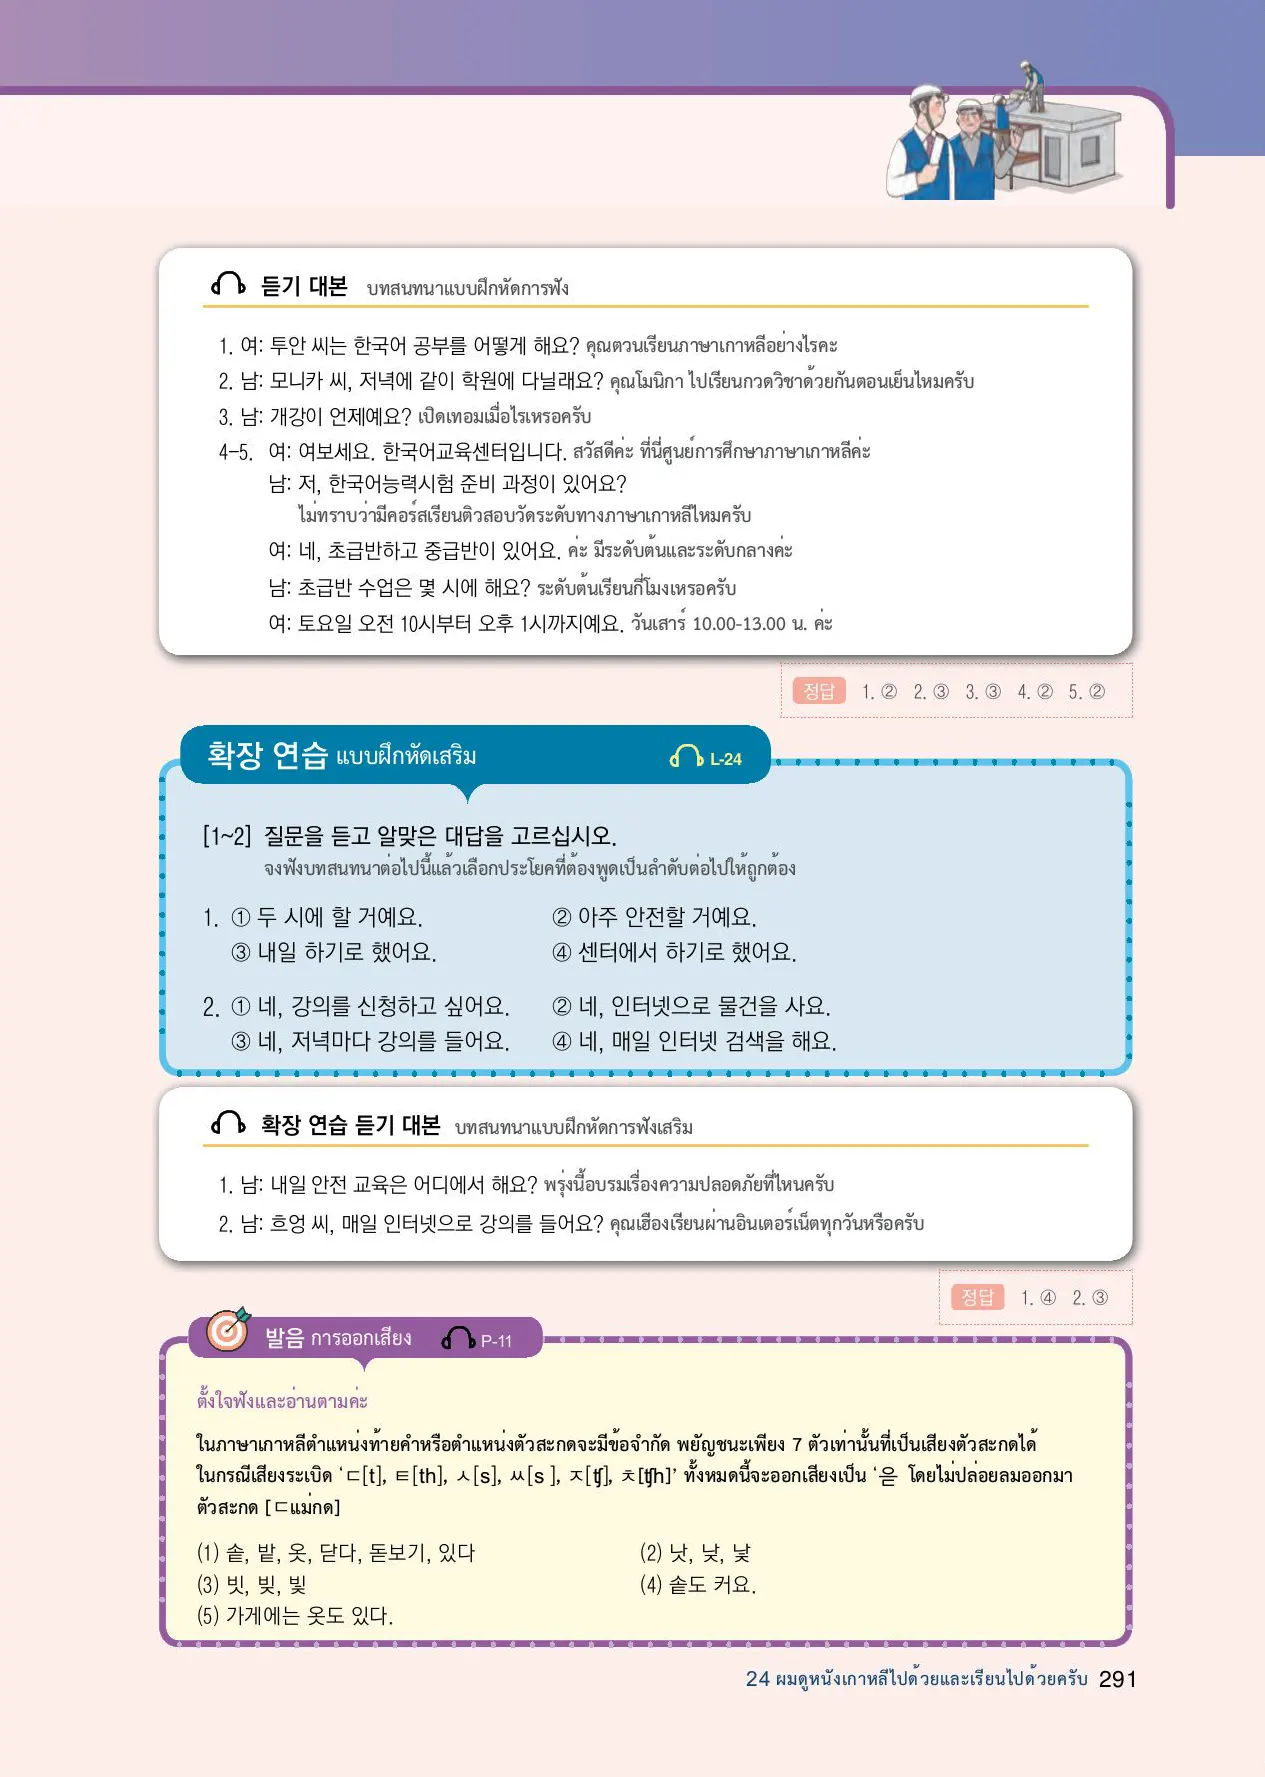 듣기 대본 บทสนทนาแบบฝึกหัดการฟัง
1. 여: 투안 씨는 한국어 공부를 어떻게 해요? คุณตวนเรียนภาษาเกาหลีอย่างไรคะ
2. 남: 모니카 씨, 저녁에 같이 학원에 다닐래요? คุณโมนิกา ไปเรียนกวดวิชาด้วยกันตอนเย็นไหมครับ
3. 남: 개강이 언제예요? เปิดเทอมเมื่อไรเหรอครับ
4–5. 여: 여보세요. 한국어교육센터입니다. สวัสดีค่ะ ที่นี่ศูนย์การศึกษาภาษาเกาหลีค่ะ
남: 저, 한국어능력시험 준비 과정이 있어요?
ไม่ทราบว่ามีคอร์สเรียนติวสอบวัดระดับทางภาษาเกาหลีไหมครับ
여: 네, 초급반하고 중급반이 있어요. ค่ะ มีระดับต้นและระดับกลางค่ะ
남: 초급반 수업은 몇 시에 해요? ระดับต้นเรียนกี่โมงเหรอครับ
여: 토요일 오전 10시부터 오후 1시까지예요. วันเสาร์ 10.00-13.00 น. ค่ะ
정답 1. ② 2. ③ 3. ③ 4. ② 5. ②
확장 연습 แบบฝึกหัดเสริม L-24
[1~2] 질문을 듣고 알맞은 대답을 고르십시오.
จงฟังบทสนทนาต่อไปนี้แล้วเลือกประโยคที่ต้องพูดเป็นลำดับต่อไปให้ถูกต้อง
1. ① 두 시에 할 거예요. ② 아주 안전할 거예요.
③ 내일 하기로 했어요. ④ 센터에서 하기로 했어요.
2. ① 네, 강의를 신청하고 싶어요. ② 네, 인터넷으로 물건을 사요.
③ 네, 저녁마다 강의를 들어요. ④ 네, 매일 인터넷 검색을 해요.
확장 연습 듣기 대본 บทสนทนาแบบฝึกหัดการฟังเสริม
1. 남: 내일 안전 교육은 어디에서 해요? พรุ่งนี้อบรมเรื่องความปลอดภัยที่ไหนครับ
2. 남: 흐엉 씨, 매일 인터넷으로 강의를 들어요? คุณเฮืองเรียนผ่านอินเตอร์เน็ตทุกวันหรือครับ
정답 1. ④ 2. ③
발음 การออกเสียง P-11
ตั้งใจฟังและอ่านตามค่ะ
ในภาษาเกาหลีตำแหน่งท้ายคำหรือตำแหน่งตัวสะกดจะมีข้อจำกัด พยัญชนะเพียง 7 ตัวเท่านั้นที่เป็นเสียงตัวสะกดได้
ในกรณีเสียงระเบิด ‘ㄷ[t], ㅌ[th], ㅅ[s], ㅆ[s ], ㅈ[ʧ], ㅊ[ʧh]’ ทั้งหมดนี้จะออกเสียงเป็น ‘읃 โดยไม่ปล่อยลมออกมา
ตัวสะกด [ㄷแม่กด]
(1) 솥, 밭, 옷, 닫다, 돋보기, 있다 (2) 낫, 낮, 낯
(3) 빗, 빚, 빛 (4) 솥도 커요.
(5) 가게에는 옷도 있다.
24 ผมดูหนังเกาหลีไปด้วยและเรียนไปด้วยครับ 291